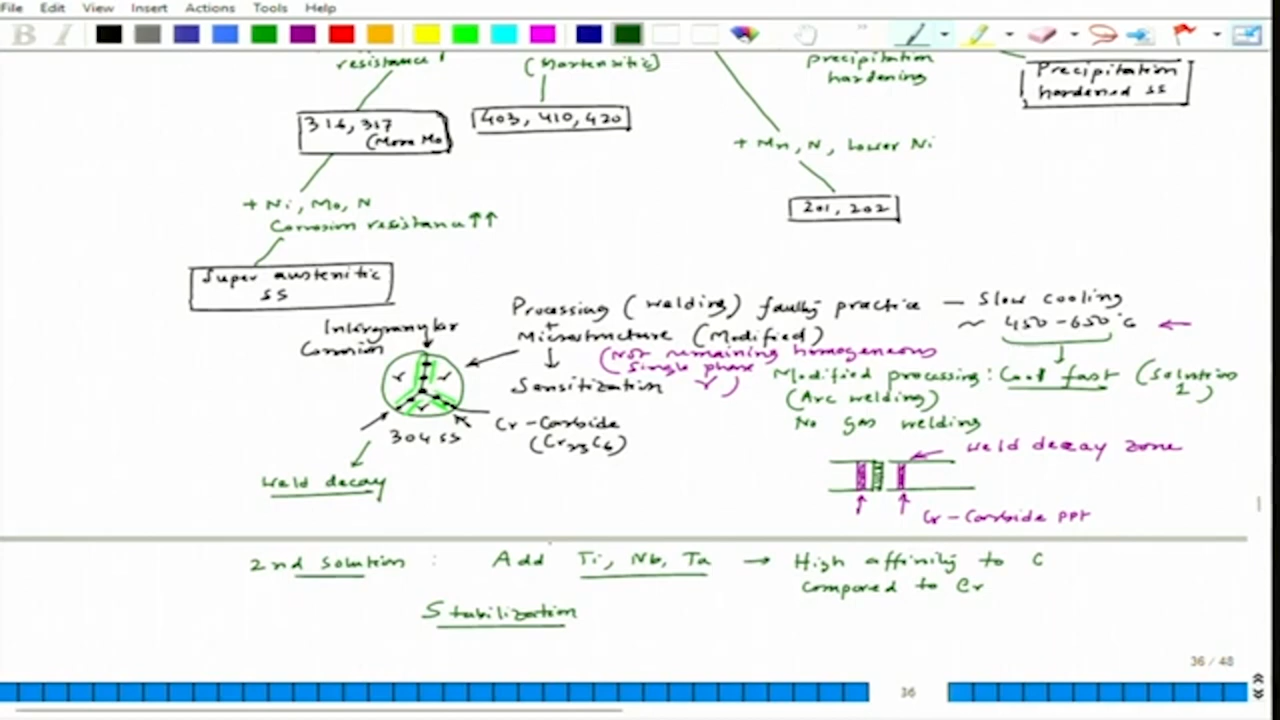 File Edit View Insert Actions Tools Help
resistance ↑
(Martensitic)
precipitation
hardening
Precipitation
hardened ss
316, 317
(More Mo
403, 410, 420
+ Mn, N, Lower Ni
201, 202
+ Ni, Mo, N
Corrosion resistance ↑↑
Super austenitic
ss
Processing (welding) faulty practice — Slow cooling
+
Microstructure (Modified)
~ 450-650°C ←
Intergranular
Corrosion
(Not remaining homogeneous
single phase
γ)
↓
Sensitization
Modified processing: Cool fast (Solution
1)
(Arc welding)
No gas welding
γ γ
γ
304 ss
Cr-Carbide
(Cr23C6)
Weld decay
weld decay zone
Cr-Carbide PPT
2nd solution : Add Ti, Nb, Ta → High affinity to C
compared to Cr
Stabilization
36 / 48
36